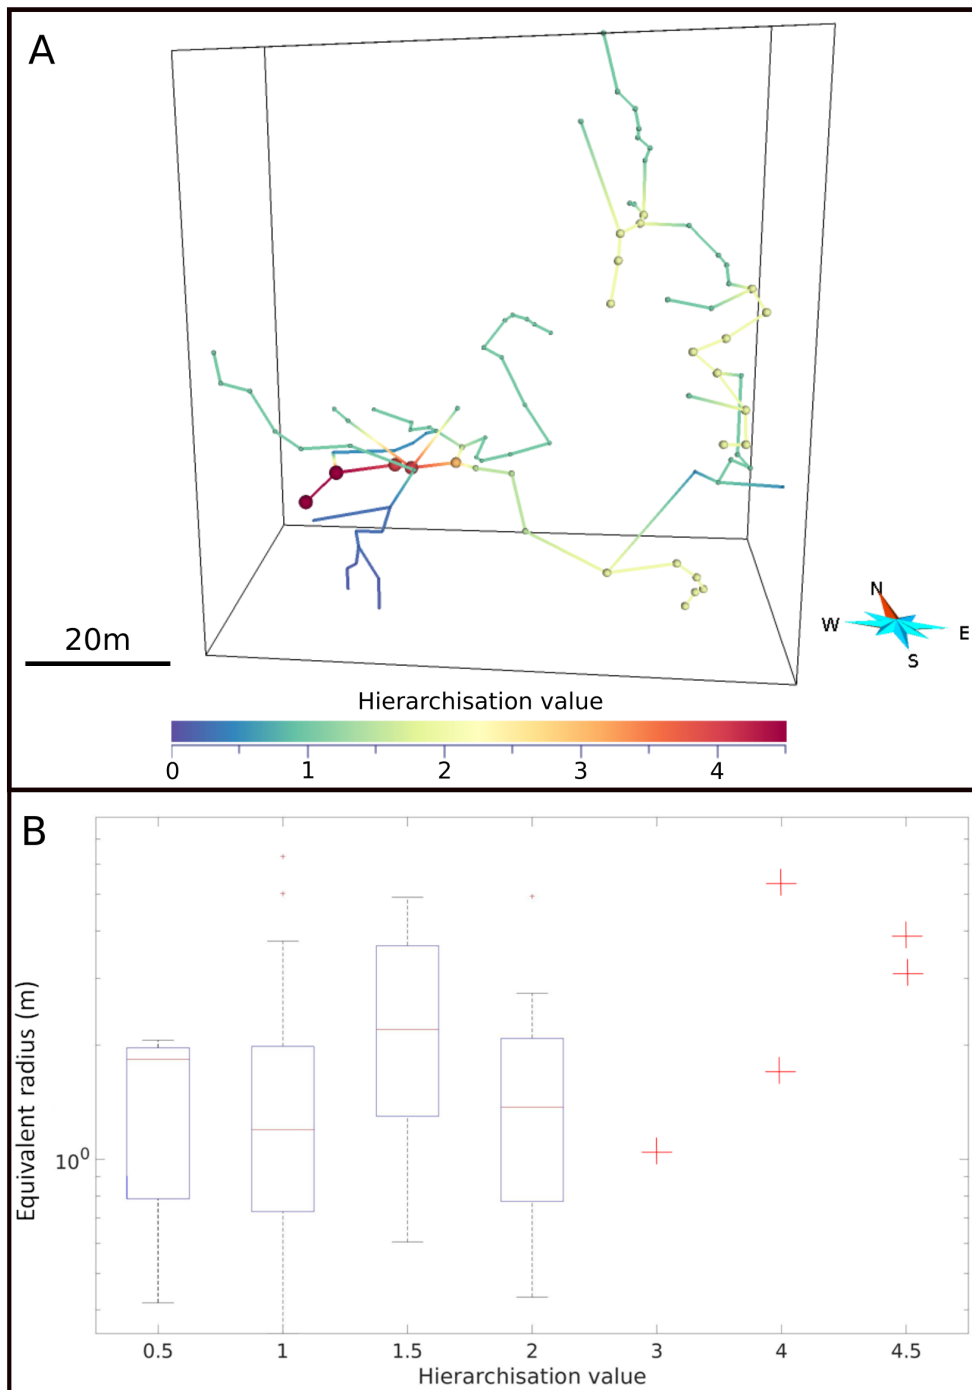 A
N
W
E
S
20m
Hierarchisation value
0 1 2 3 4
B
Equivalent radius (m)
10⁰
0.5 1 1.5 2 3 4 4.5
Hierarchisation value